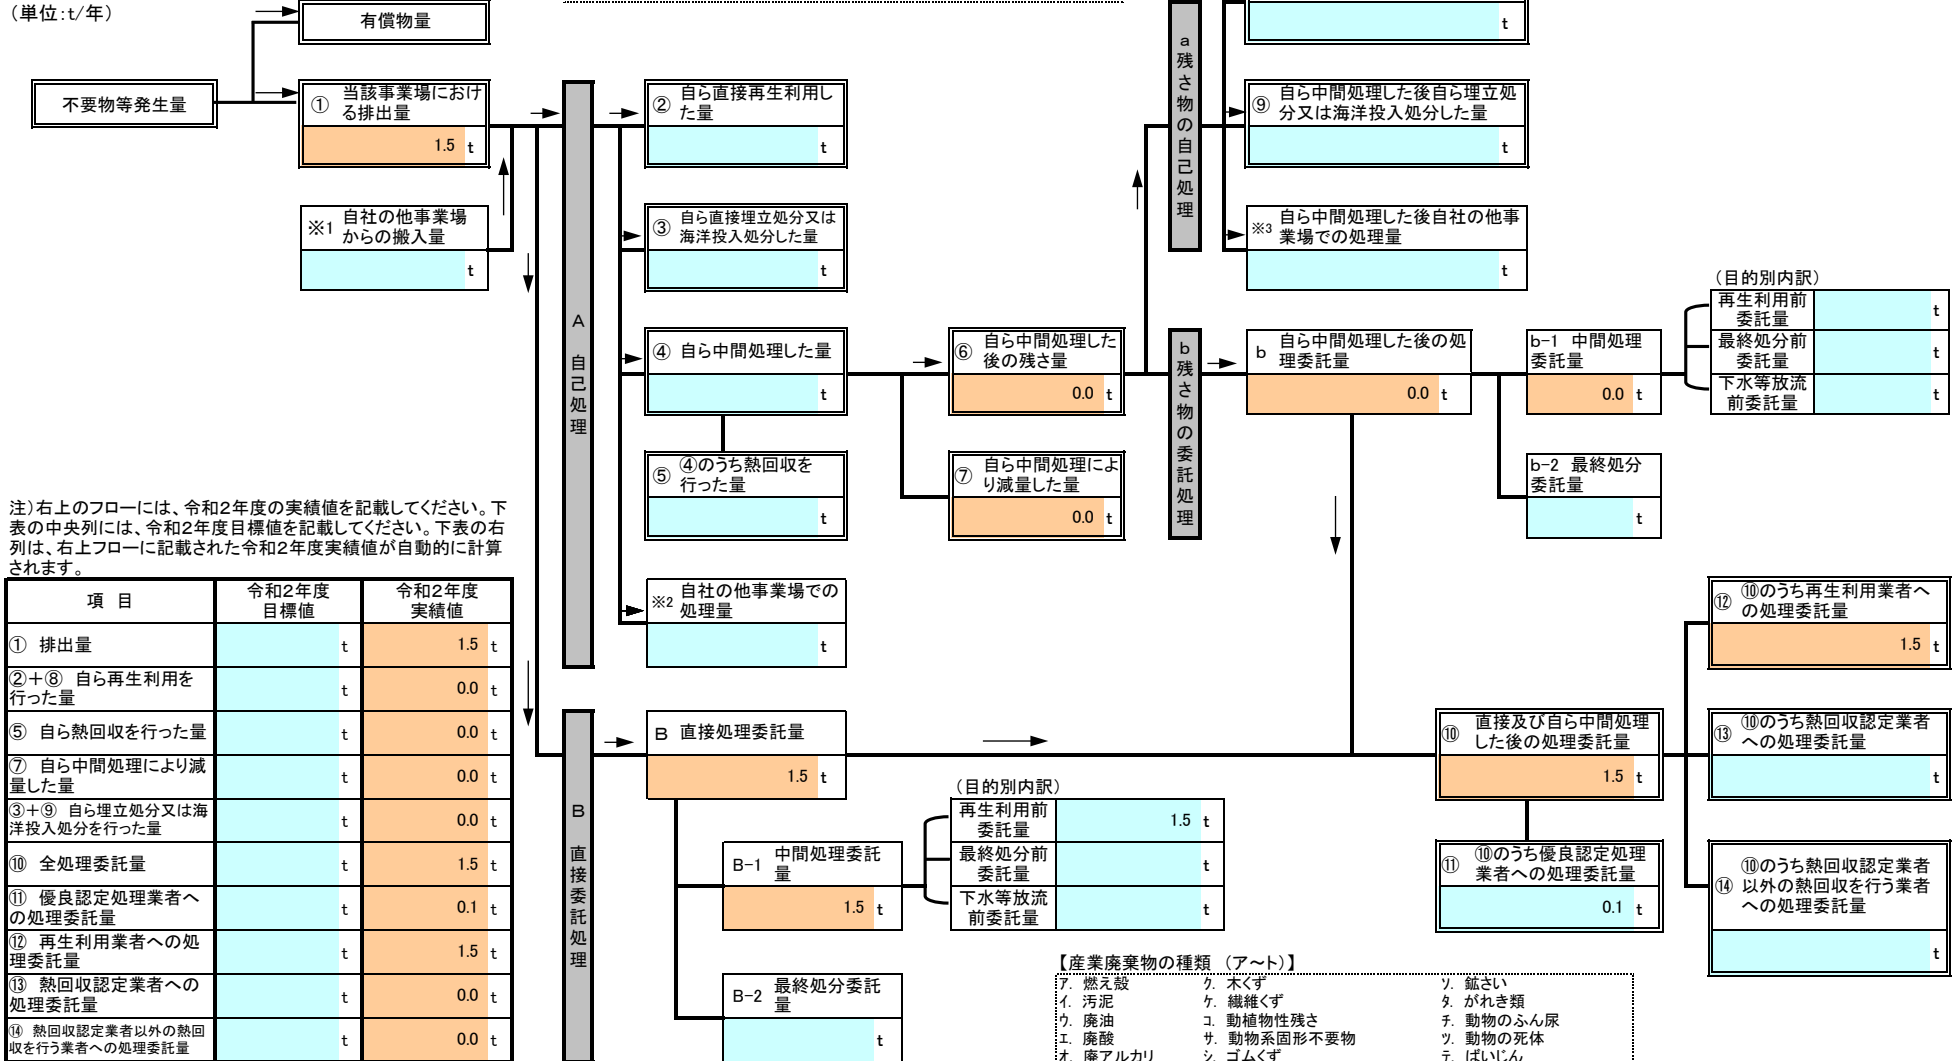 （単位:t/年）
有償物量
不要物等発生量
① 当該事業場におけ
る排出量
1.5 t
※1 自社の他事業場
からの搬入量
t
A 自己処理
② 自ら直接再生利用し
た量
t
③ 自ら直接埋立処分又は
海洋投入処分した量
t
④ 自ら中間処理した量
t
⑤ ④のうち熱回収を
行った量
t
※2 自社の他事業場での
処理量
t
⑥ 自ら中間処理した
後の残さ量
0.0 t
⑦ 自ら中間処理によ
り減量した量
0.0 t
a 残さ物の自己処理
t
⑨ 自ら中間処理した後自ら埋立処
分又は海洋投入処分した量
t
※3 自ら中間処理した後自社の他事
業場での処理量
t
b 残さ物の委託処理
b 自ら中間処理した後の処
理委託量
0.0 t
b-1 中間処理
委託量
0.0 t
（目的別内訳）
再生利用前
委託量
t
最終処分前
委託量
t
下水等放流
前委託量
t
b-2 最終処分
委託量
t
注）右上のフローには、令和２年度の実績値を記載してください。下
表の中央列には、令和２年度目標値を記載してください。下表の右
列は、右上フローに記載された令和２年度実績値が自動的に計算
されます。
項 目
令和２年度
目標値
令和２年度
実績値
① 排出量 t 1.5 t
②＋⑧ 自ら再生利用を
行った量 t 0.0 t
⑤ 自ら熱回収を行った量 t 0.0 t
⑦ 自ら中間処理により減
量した量 t 0.0 t
③＋⑨ 自ら埋立処分又は海
洋投入処分を行った量 t 0.0 t
⑩ 全処理委託量 t 1.5 t
⑪ 優良認定処理業者へ
の処理委託量 t 0.1 t
⑫ 再生利用業者への処
理委託量 t 1.5 t
⑬ 熱回収認定業者への
処理委託量 t 0.0 t
⑭ 熱回収認定業者以外の熱回
収を行う業者への処理委託量 t 0.0 t
B 直接委託処理
B 直接処理委託量
1.5 t
B-1 中間処理委託
量
1.5 t
（目的別内訳）
再生利用前
委託量
1.5 t
最終処分前
委託量
t
下水等放流
前委託量
t
B-2 最終処分委託
量
t
⑩ 直接及び自ら中間処理
した後の処理委託量
1.5 t
⑪ ⑩のうち優良認定処理
業者への処理委託量
0.1 t
⑫ ⑩のうち再生利用業者へ
の処理委託量
1.5 t
⑬ ⑩のうち熱回収認定業者
への処理委託量
t
⑭ ⑩のうち熱回収認定業者
以外の熱回収を行う業者
への処理委託量
t
【産業廃棄物の種類 （ア～ト）】
ｱ. 燃え殻 ｸ. 木くず ｿ. 鉱さい
ｲ. 汚泥 ｹ. 繊維くず ﾀ. がれき類
ｳ. 廃油 ｺ. 動植物性残さ ﾁ. 動物のふん尿
ｴ. 廃酸 ｻ. 動物系固形不要物 ﾂ. 動物の死体
ｵ. 廃アルカリ ｼ. ゴムくず ﾃ. ばいじん